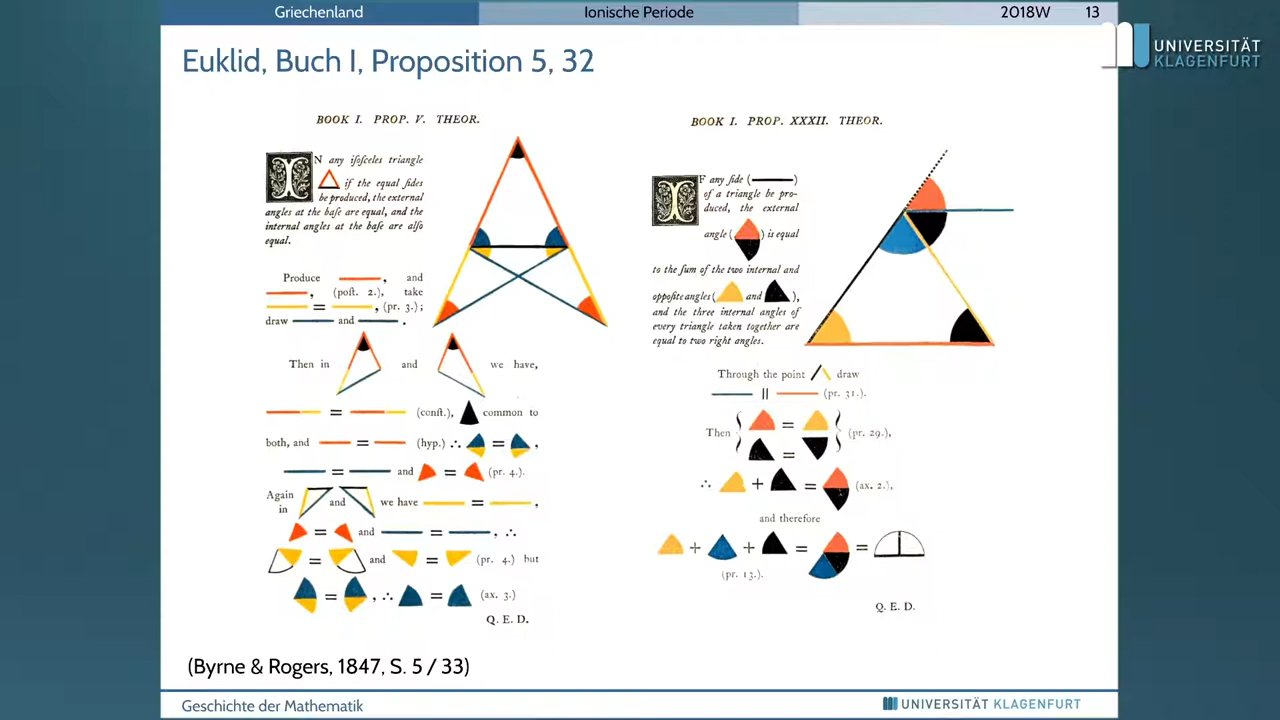 Griechenland
Ionische Periode
2018W
13
UNIVERSITÄT
KLAGENFURT
Euklid, Buch I, Proposition 5, 32
BOOK I. PROP. V. THEOR.
IN any iſoſceles triangle
if the equal ſides
be produced, the external
angles at the baſe are equal, and the
internal angles at the baſe are alſo
equal.
Produce , and
, (poſt. 2.), take
= , (pr. 3.);
draw and .
Then in and we have,
= (conſt.), common to
both, and = (hyp.) ∴ = ,
= and = (pr. 4.).
Again
in and we have = ,
= and = , ∴
= and = (pr. 4.) but
= , ∴ = (ax. 3.)
Q. E. D.
BOOK I. PROP. XXXII. THEOR.
IF any ſide ( )
of a triangle be pro-
duced, the external
angle ( ) is equal
to the ſum of the two internal and
oppoſite angles ( and ),
and the three internal angles of
every triangle taken together are
equal to two right angles.
Through the point draw
|| (pr. 31.).
Then { = } (pr. 29.),
=
∴ + = (ax. 2.),
and therefore
+ + = =
(pr. 13.).
Q. E. D.
(Byrne & Rogers, 1847, S. 5 / 33)
Geschichte der Mathematik
UNIVERSITÄT KLAGENFURT